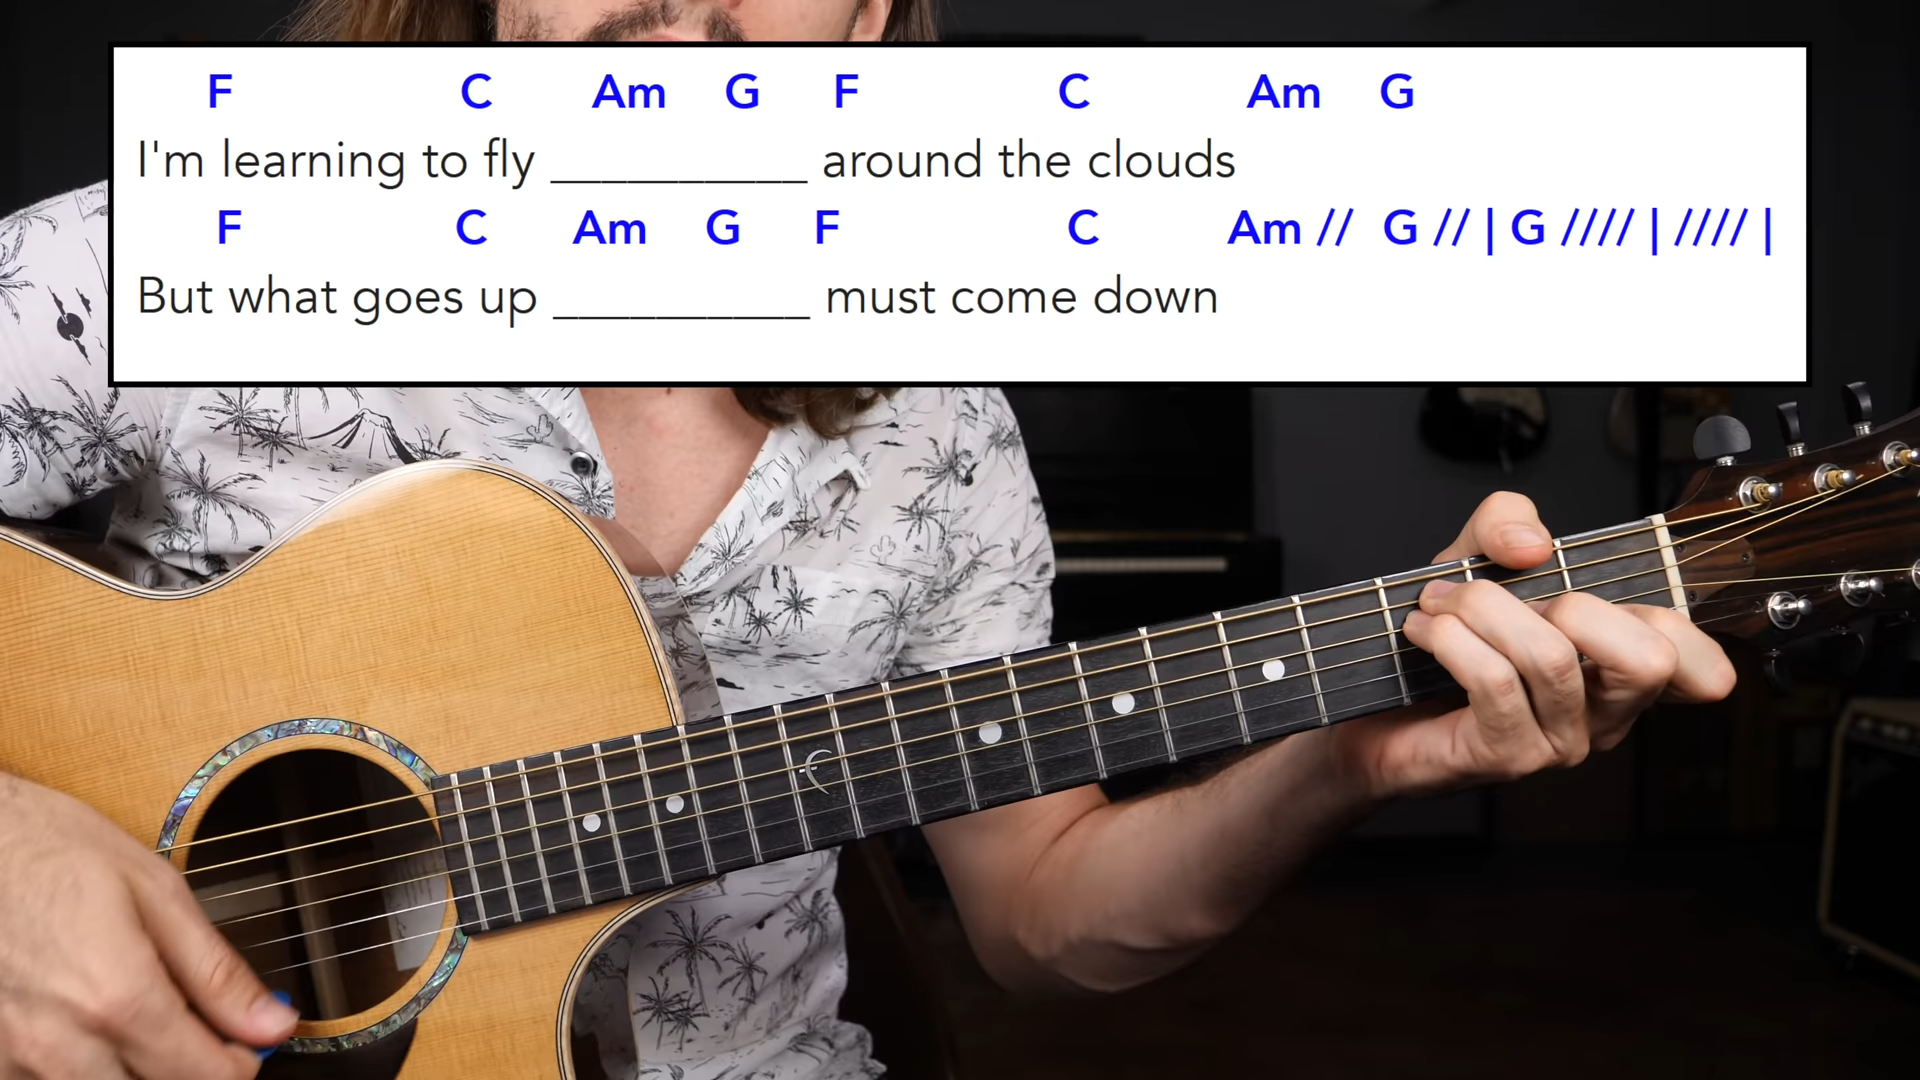 F C Am G F C Am G
I'm learning to fly __________ around the clouds
F C Am G F C Am // G // | G //// | //// |
But what goes up __________ must come down